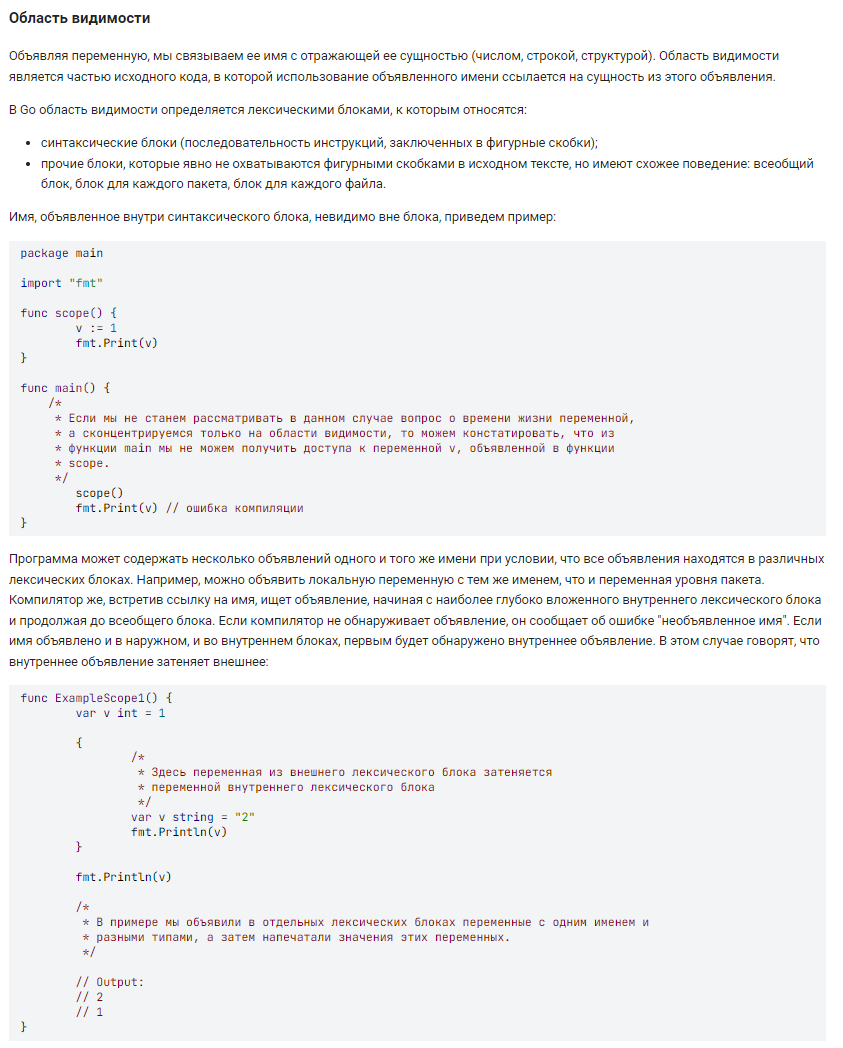 Область видимости
Объявляя переменную, мы связываем ее имя с отражающей ее сущностью (числом, строкой, структурой). Область видимости
является частью исходного кода, в которой использование объявленного имени ссылается на сущность из этого объявления.
В Go область видимости определяется лексическими блоками, к которым относятся:
• синтаксические блоки (последовательность инструкций, заключенных в фигурные скобки);
• прочие блоки, которые явно не охватываются фигурными скобками в исходном тексте, но имеют схожее поведение: всеобщий
блок, блок для каждого пакета, блок для каждого файла.
Имя, объявленное внутри синтаксического блока, невидимо вне блока, приведем пример:
package main
import "fmt"
func scope() {
        v := 1
        fmt.Print(v)
}
func main() {
    /*
     * Если мы не станем рассматривать в данном случае вопрос о времени жизни переменной,
     * а сконцентрируемся только на области видимости, то можем констатировать, что из
     * функции main мы не можем получить доступа к переменной v, объявленной в функции
     * scope.
     */
        scope()
        fmt.Print(v) // ошибка компиляции
}
Программа может содержать несколько объявлений одного и того же имени при условии, что все объявления находятся в различных
лексических блоках. Например, можно объявить локальную переменную с тем же именем, что и переменная уровня пакета.
Компилятор же, встретив ссылку на имя, ищет объявление, начиная с наиболее глубоко вложенного внутреннего лексического блока
и продолжая до всеобщего блока. Если компилятор не обнаруживает объявление, он сообщает об ошибке "необъявленное имя". Если
имя объявлено и в наружном, и во внутреннем блоках, первым будет обнаружено внутреннее объявление. В этом случае говорят, что
внутреннее объявление затеняет внешнее:
func ExampleScope1() {
        var v int = 1
        {
                /*
                 * Здесь переменная из внешнего лексического блока затеняется
                 * переменной внутреннего лексического блока
                 */
                var v string = "2"
                fmt.Println(v)
        }
        fmt.Println(v)
        /*
         * В примере мы объявили в отдельных лексических блоках переменные с одним именем и
         * разными типами, а затем напечатали значения этих переменных.
         */
        // Output:
        // 2
        // 1
}